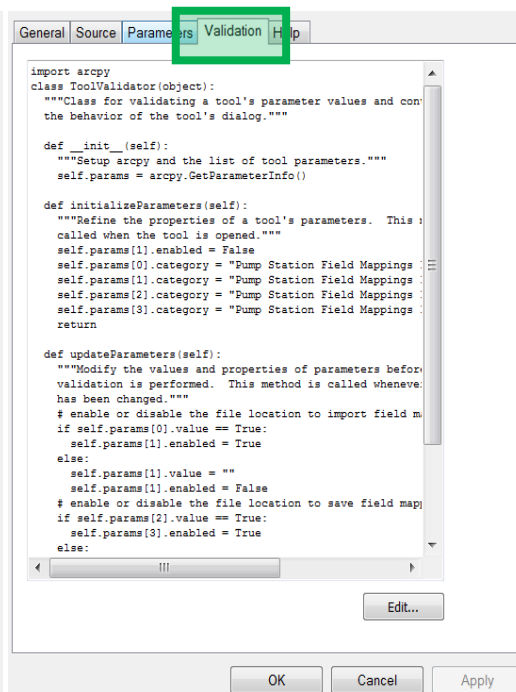 General Source Parameters Validation Help
import arcpy
class ToolValidator(object):
"""Class for validating a tool's parameter values and con
the behavior of the tool's dialog."""
def __init__(self):
"""Setup arcpy and the list of tool parameters."""
self.params = arcpy.GetParameterInfo()
def initializeParameters(self):
"""Refine the properties of a tool's parameters. This
called when the tool is opened."""
self.params[1].enabled = False
self.params[0].category = "Pump Station Field Mappings
self.params[1].category = "Pump Station Field Mappings
self.params[2].category = "Pump Station Field Mappings
self.params[3].category = "Pump Station Field Mappings
return
def updateParameters(self):
"""Modify the values and properties of parameters before
validation is performed. This method is called whenever
has been changed."""
# enable or disable the file location to import field m
if self.params[0].value == True:
self.params[1].enabled = True
else:
self.params[1].value = ""
self.params[1].enabled = False
# enable or disable the file location to save field map
if self.params[2].value == True:
self.params[3].enabled = True
else:
Edit...
OK Cancel Apply